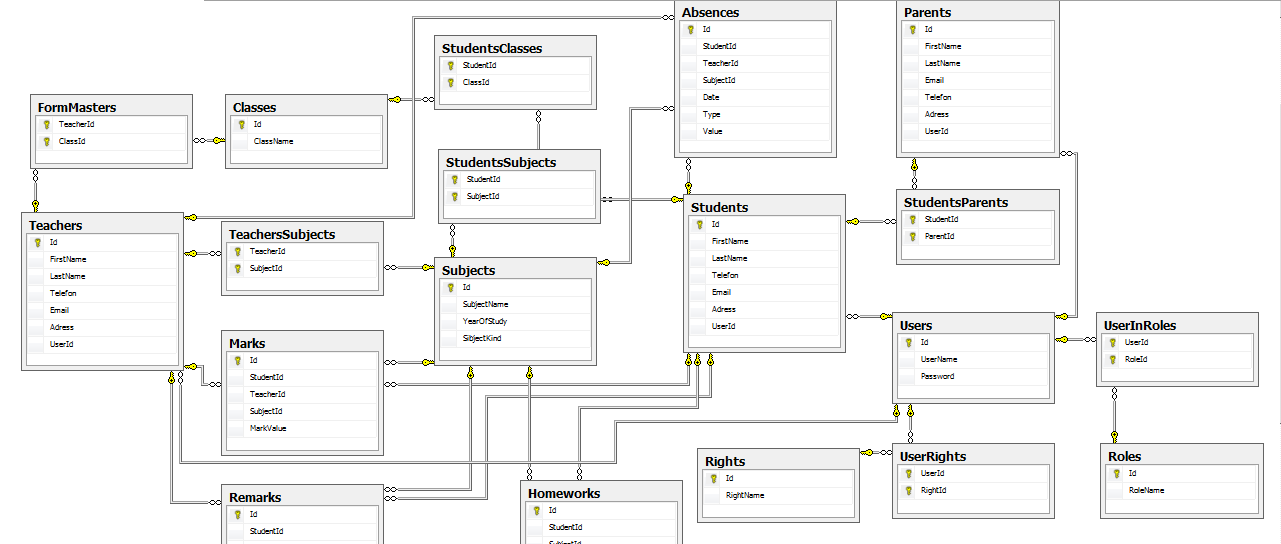 Absences
Id
StudentId
TeacherId
SubjectId
Date
Type
Value
Parents
Id
FirstName
LastName
Email
Telefon
Adress
UserId
StudentsClasses
StudentId
ClassId
FormMasters
TeacherId
ClassId
Classes
Id
ClassName
StudentsSubjects
StudentId
SubjectId
Students
Id
FirstName
LastName
Telefon
Email
Adress
UserId
StudentsParents
StudentId
ParentId
Teachers
Id
FirstName
LastName
Telefon
Email
Adress
UserId
TeachersSubjects
TeacherId
SubjectId
Subjects
Id
SubjectName
YearOfStudy
SibjectKind
Users
Id
UserName
Password
UserInRoles
UserId
RoleId
Marks
Id
StudentId
TeacherId
SubjectId
MarkValue
Rights
Id
RightName
UserRights
UserId
RightId
Roles
Id
RoleName
Remarks
Id
StudentId
Homeworks
Id
StudentId
SubjectId